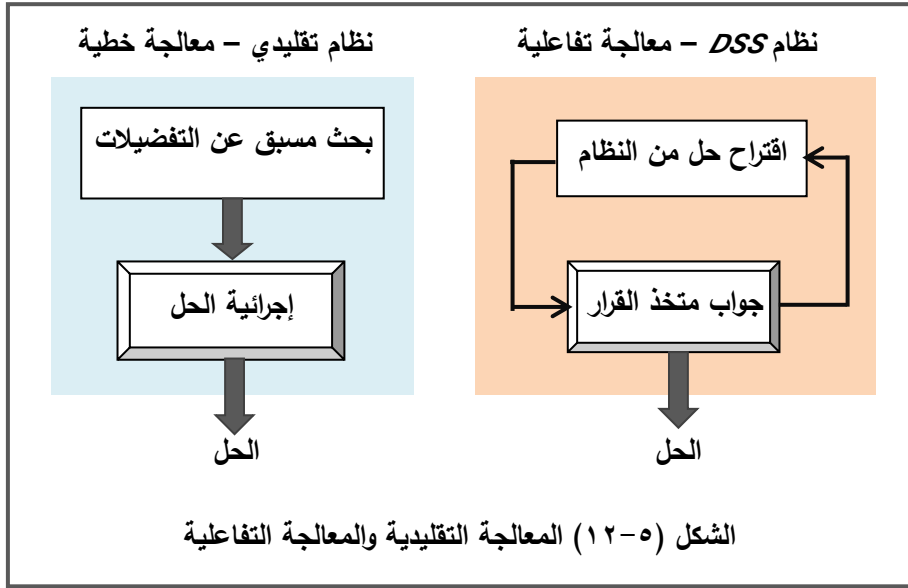 نظام DSS – معالجة تفاعلية
اقتراح حل من النظام
جواب متخذ القرار
الحل
نظام تقليدي – معالجة خطية
بحث مسبق عن التفضيلات
إجرائية الحل
الحل
الشكل (٥-١٢) المعالجة التقليدية والمعالجة التفاعلية